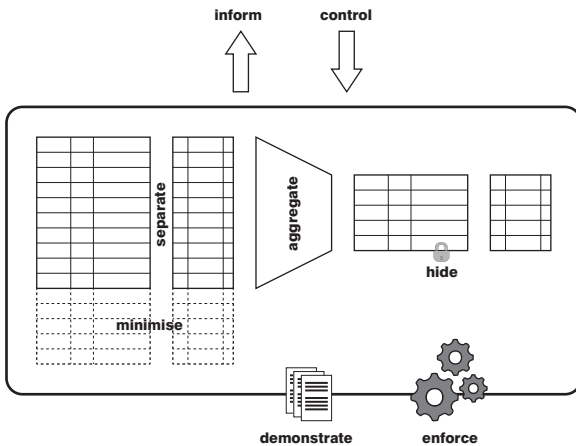 inform
control
separate
aggregate
hide
minimise
demonstrate
enforce